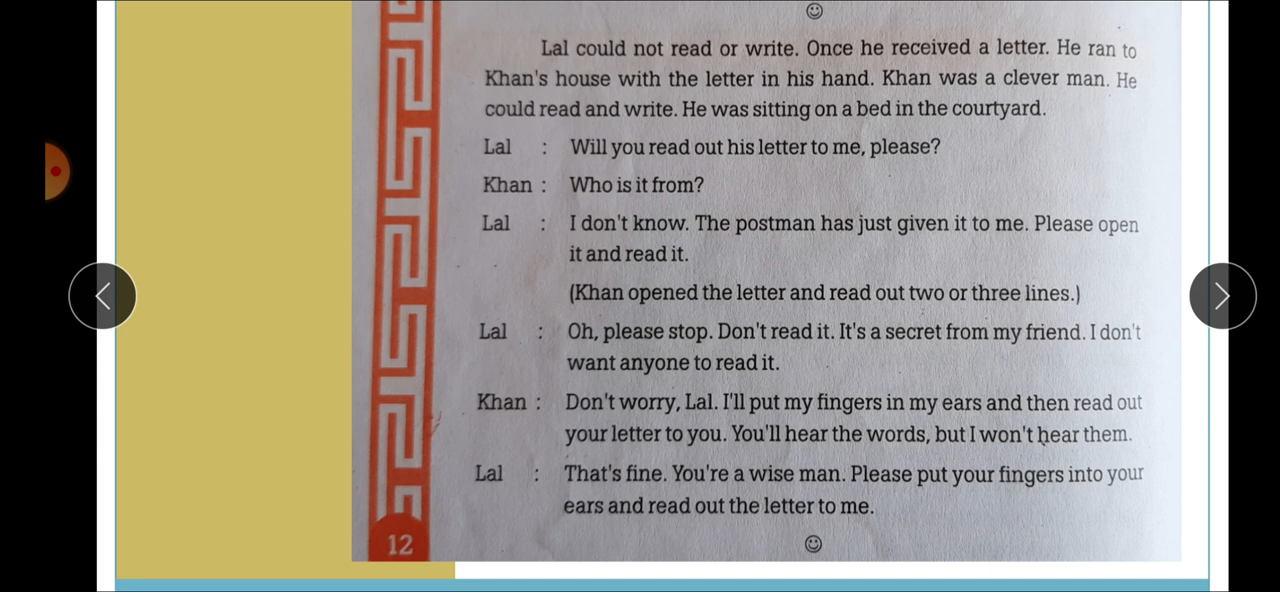 ☺
Lal could not read or write. Once he received a letter. He ran to
Khan's house with the letter in his hand. Khan was a clever man. He
could read and write. He was sitting on a bed in the courtyard.
Lal : Will you read out his letter to me, please?
Khan : Who is it from?
Lal : I don't know. The postman has just given it to me. Please open
it and read it.
(Khan opened the letter and read out two or three lines.)
Lal : Oh, please stop. Don't read it. It's a secret from my friend. I don't
want anyone to read it.
Khan : Don't worry, Lal. I'll put my fingers in my ears and then read out
your letter to you. You'll hear the words, but I won't hear them.
Lal : That's fine. You're a wise man. Please put your fingers into your
ears and read out the letter to me.
☺
12